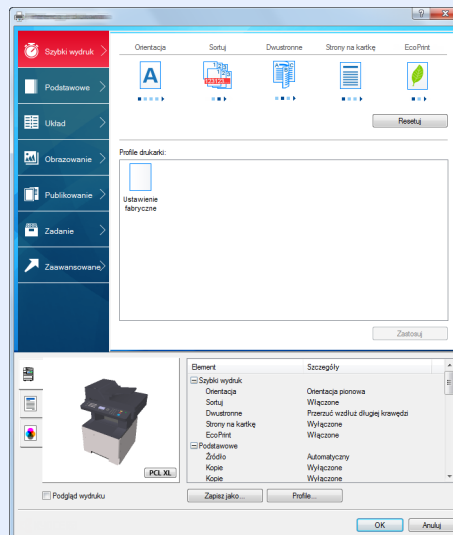 Szybki wydruk
Podstawowe
Układ
Obrazowanie
Publikowanie
Zadanie
Zaawansowane
Orientacja Sortuj Dwustronne Strony na kartkę EcoPrint
A
123123
A C
Resetuj
Profile drukarki:
Ustawienie
fabryczne
Zastosuj
Element Szczegóły
Szybki wydruk
Orientacja Orientacja pionowa
Sortuj Włączone
Dwustronne Przerzuć wzdłuż długiej krawędzi
Strony na kartkę Wyłączone
EcoPrint Włączone
Podstawowe
Źródło Automatyczny
Kopie Wyłączone
Kopie Wyłączone
PCL XL
Podgląd wydruku
Zapisz jako... Profile...
OK Anuluj